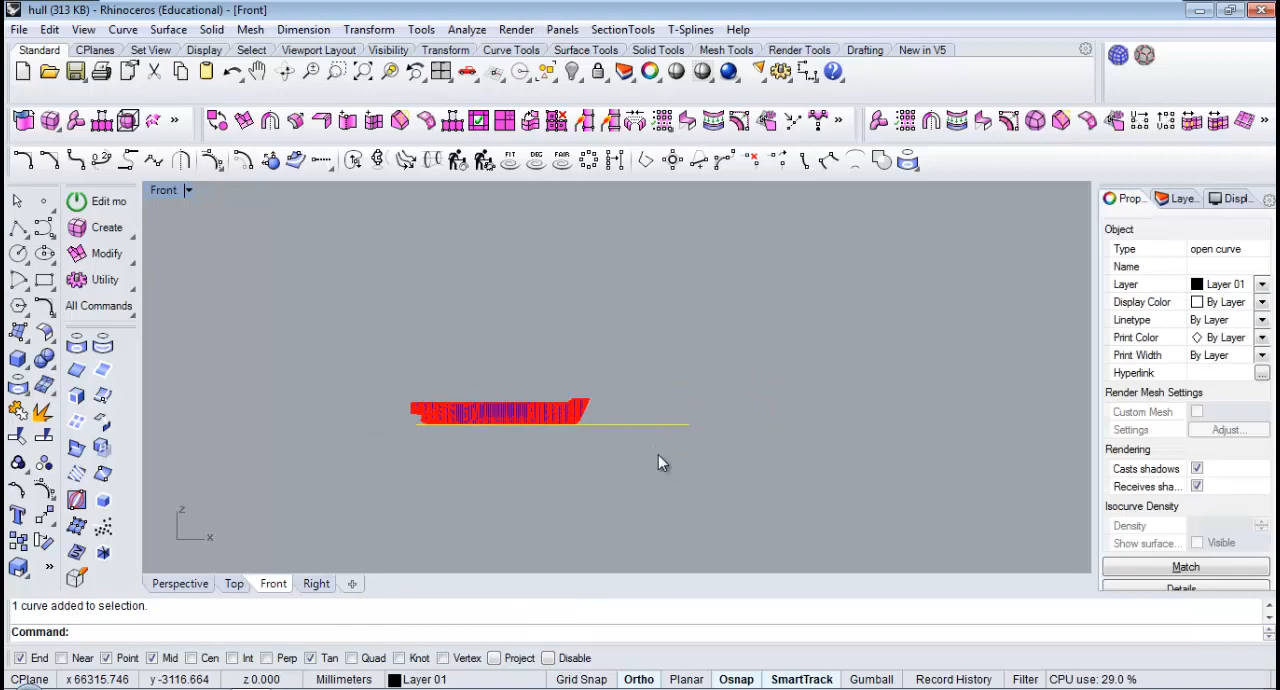 hull (313 KB) - Rhinoceros (Educational) - [Front]
File Edit View Curve Surface Solid Mesh Dimension Transform Tools Analyze Render Panels SectionTools T-Splines Help
Standard CPlanes Set View Display Select Viewport Layout Visibility Transform Curve Tools Surface Tools Solid Tools Mesh Tools Render Tools Drafting New in V5
FIT DEG FAIR
Front
Edit mo
Create
Modify
Utility
All Commands
z
x
Prop... Laye... Displ...
Object
Type open curve
Name
Layer Layer 01
Display Color By Layer
Linetype By Layer
Print Color By Layer
Print Width By Layer
Hyperlink ...
Render Mesh Settings
Custom Mesh
Settings Adjust...
Rendering
Casts shadows
Receives sha...
Isocurve Density
Density
Show surface... Visible
Match
Details
Perspective Top Front Right
1 curve added to selection.
Command:
End Near Point Mid Cen Int Perp Tan Quad Knot Vertex Project Disable
CPlane x 66315.746 y -3116.664 z 0.000 Millimeters Layer 01 Grid Snap Ortho Planar Osnap SmartTrack Gumball Record History Filter CPU use: 29.0 %